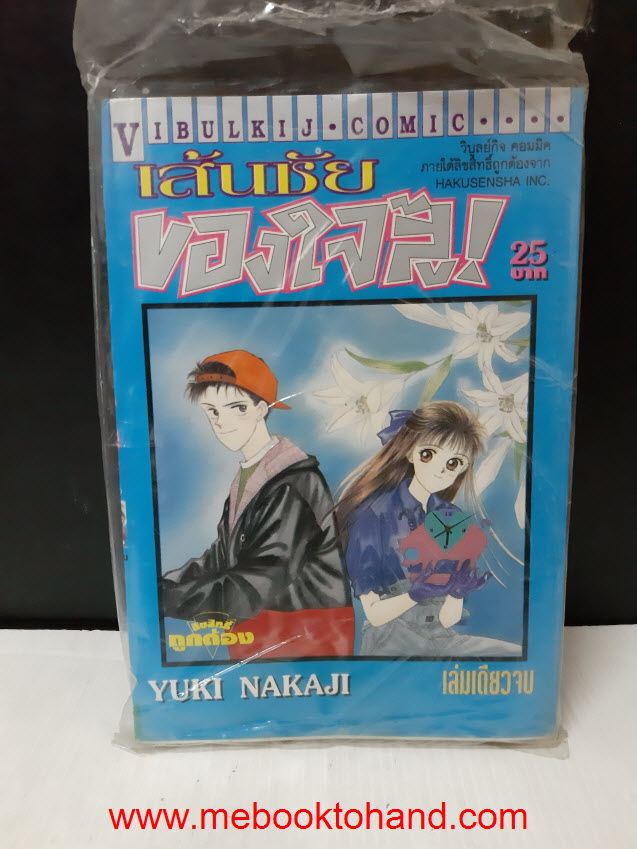 VIBULKIJ • COMIC • • • •
วิบูลย์กิจ คอมมิค
ภายใต้ลิขสิทธิ์ถูกต้องจาก
HAKUSENSHA INC.
เส้นชัย
ของใจสู้!
25
บาท
ลิขสิทธิ์
ถูกต้อง
YUKI NAKAJI
เล่มเดียวจบ
www.mebooktohand.com